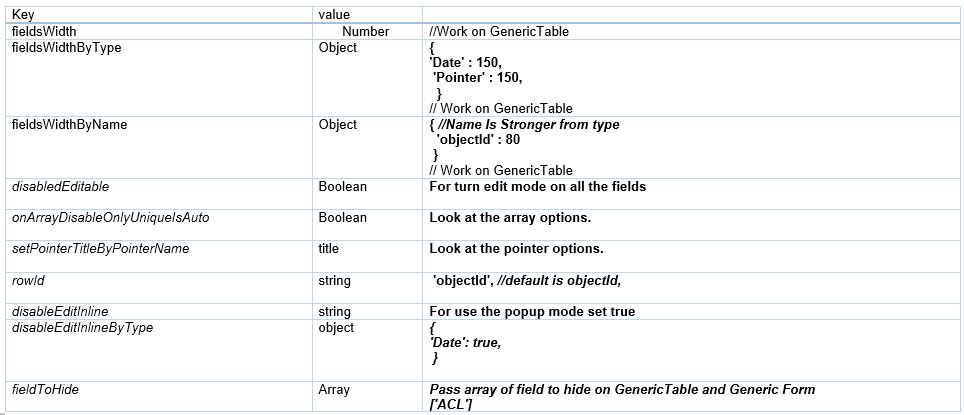 Key value
fieldsWidth Number //Work on GenericTable
fieldsWidthByType Object {
'Date' : 150,
'Pointer' : 150,
}
// Work on GenericTable
fieldsWidthByName Object { //Name Is Stronger from type
'objectId' : 80
}
// Work on GenericTable
disabledEditable Boolean For turn edit mode on all the fields
onArrayDisableOnlyUniqueIsAuto Boolean Look at the array options.
setPointerTitleByPointerName title Look at the pointer options.
rowId string 'objectId', //default is objectId,
disableEditInline string For use the popup mode set true
disableEditInlineByType object {
'Date': true,
}
fieldToHide Array Pass array of field to hide on GenericTable and Generic Form
['ACL']